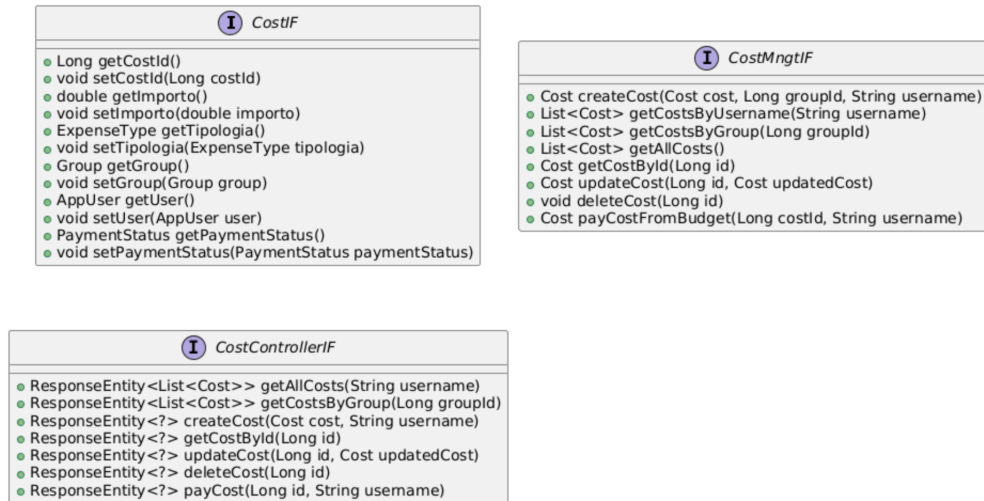 I CostIF
Long getCostId()
void setCostId(Long costId)
double getImporto()
void setImporto(double importo)
ExpenseType getTipologia()
void setTipologia(ExpenseType tipologia)
Group getGroup()
void setGroup(Group group)
AppUser getUser()
void setUser(AppUser user)
PaymentStatus getPaymentStatus()
void setPaymentStatus(PaymentStatus paymentStatus)
I CostMngtIF
Cost createCost(Cost cost, Long groupId, String username)
List<Cost> getCostsByUsername(String username)
List<Cost> getCostsByGroup(Long groupId)
List<Cost> getAllCosts()
Cost getCostById(Long id)
Cost updateCost(Long id, Cost updatedCost)
void deleteCost(Long id)
Cost payCostFromBudget(Long costId, String username)
I CostControllerIF
ResponseEntity<List<Cost>> getAllCosts(String username)
ResponseEntity<List<Cost>> getCostsByGroup(Long groupId)
ResponseEntity<?> createCost(Cost cost, String username)
ResponseEntity<?> getCostById(Long id)
ResponseEntity<?> updateCost(Long id, Cost updatedCost)
ResponseEntity<?> deleteCost(Long id)
ResponseEntity<?> payCost(Long id, String username)